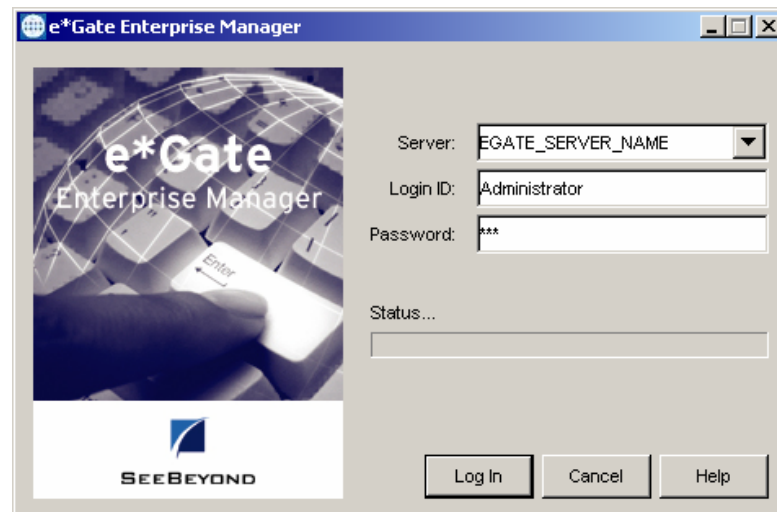 e*Gate Enterprise Manager
e*Gate
Enterprise Manager
Enter
SEEBEYOND
Server: EGATE_SERVER_NAME
Login ID: Administrator
Password: ***
Status...
Log In Cancel Help